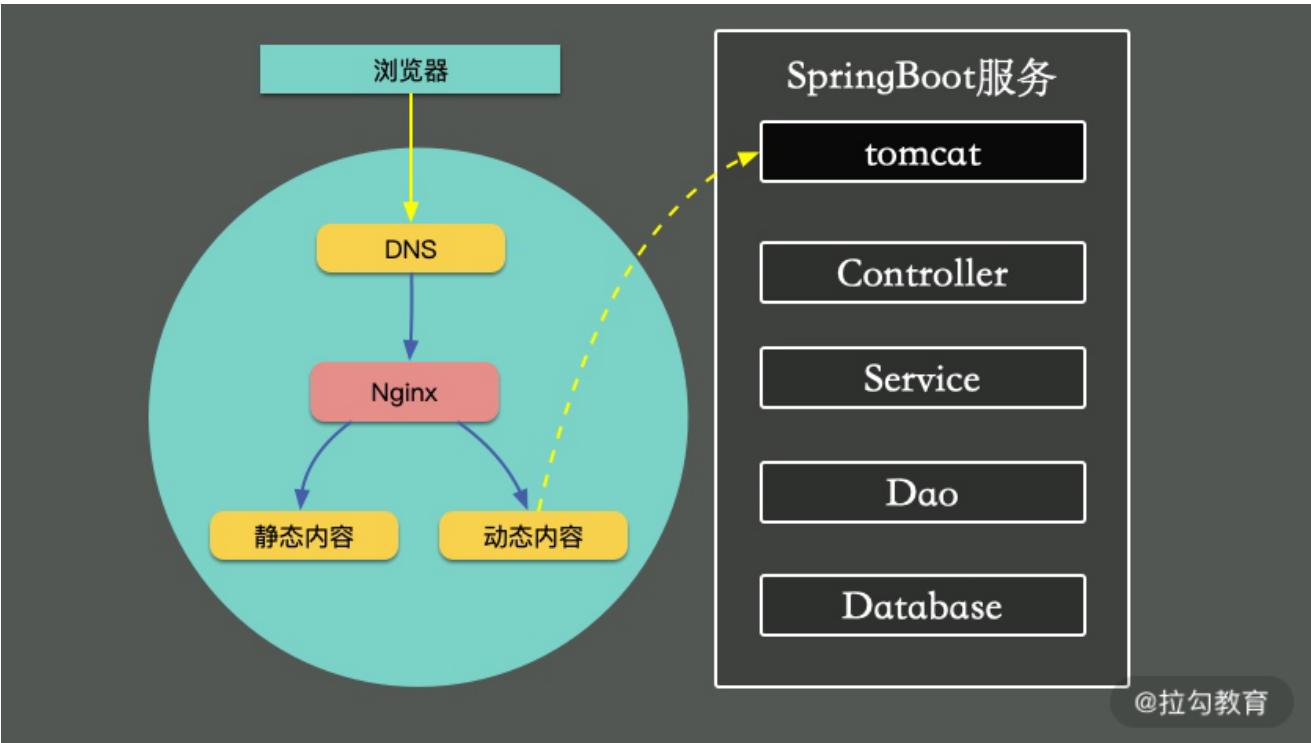 浏览器
DNS
Nginx
静态内容
动态内容
SpringBoot服务
tomcat
Controller
Service
Dao
Database
@拉勾教育